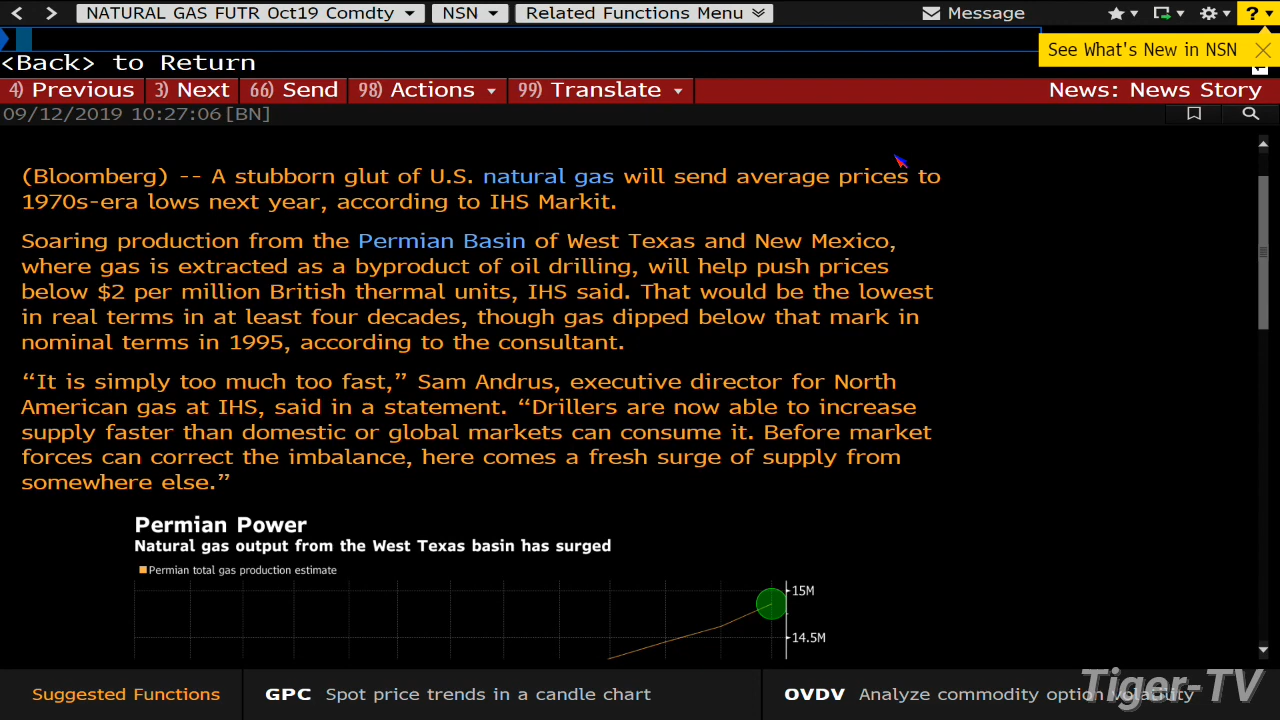 NATURAL GAS FUTR Oct19 Comdty NSN Related Functions Menu Message ?
See What's New in NSN
<Back> to Return
4) Previous 3) Next 66) Send 98) Actions 99) Translate News: News Story
09/12/2019 10:27:06 [BN]
(Bloomberg) -- A stubborn glut of U.S. natural gas will send average prices to
1970s-era lows next year, according to IHS Markit.
Soaring production from the Permian Basin of West Texas and New Mexico,
where gas is extracted as a byproduct of oil drilling, will help push prices
below $2 per million British thermal units, IHS said. That would be the lowest
in real terms in at least four decades, though gas dipped below that mark in
nominal terms in 1995, according to the consultant.
“It is simply too much too fast,” Sam Andrus, executive director for North
American gas at IHS, said in a statement. “Drillers are now able to increase
supply faster than domestic or global markets can consume it. Before market
forces can correct the imbalance, here comes a fresh surge of supply from
somewhere else.”
Permian Power
Natural gas output from the West Texas basin has surged
Permian total gas production estimate
15M
14.5M
Suggested Functions GPC Spot price trends in a candle chart OVDV Analyze commodity option volatility
Tiger-TV